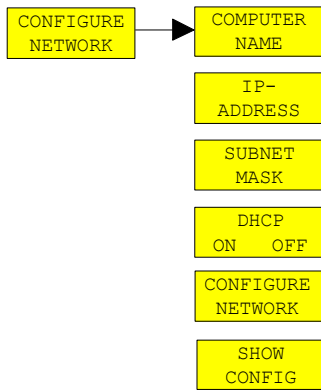 CONFIGURE
NETWORK
COMPUTER
NAME
IP-
ADDRESS
SUBNET
MASK
DHCP
ON OFF
CONFIGURE
NETWORK
SHOW
CONFIG